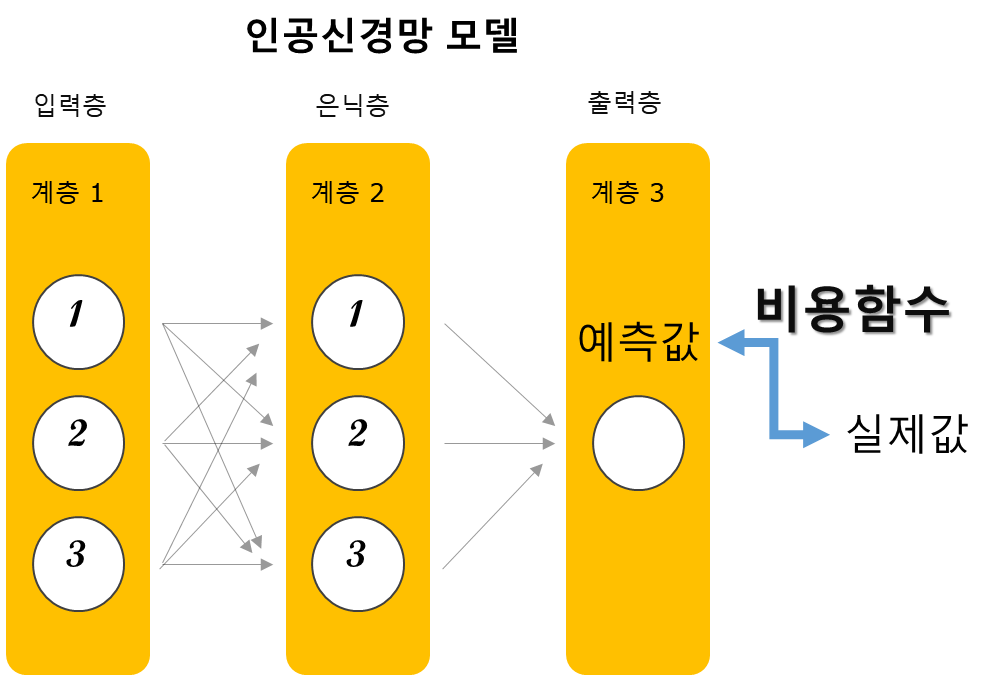 인공신경망 모델
입력층
은닉층
출력층
계층 1
계층 2
계층 3
1
1
비용함수
예측값
실제값
2
2
3
3